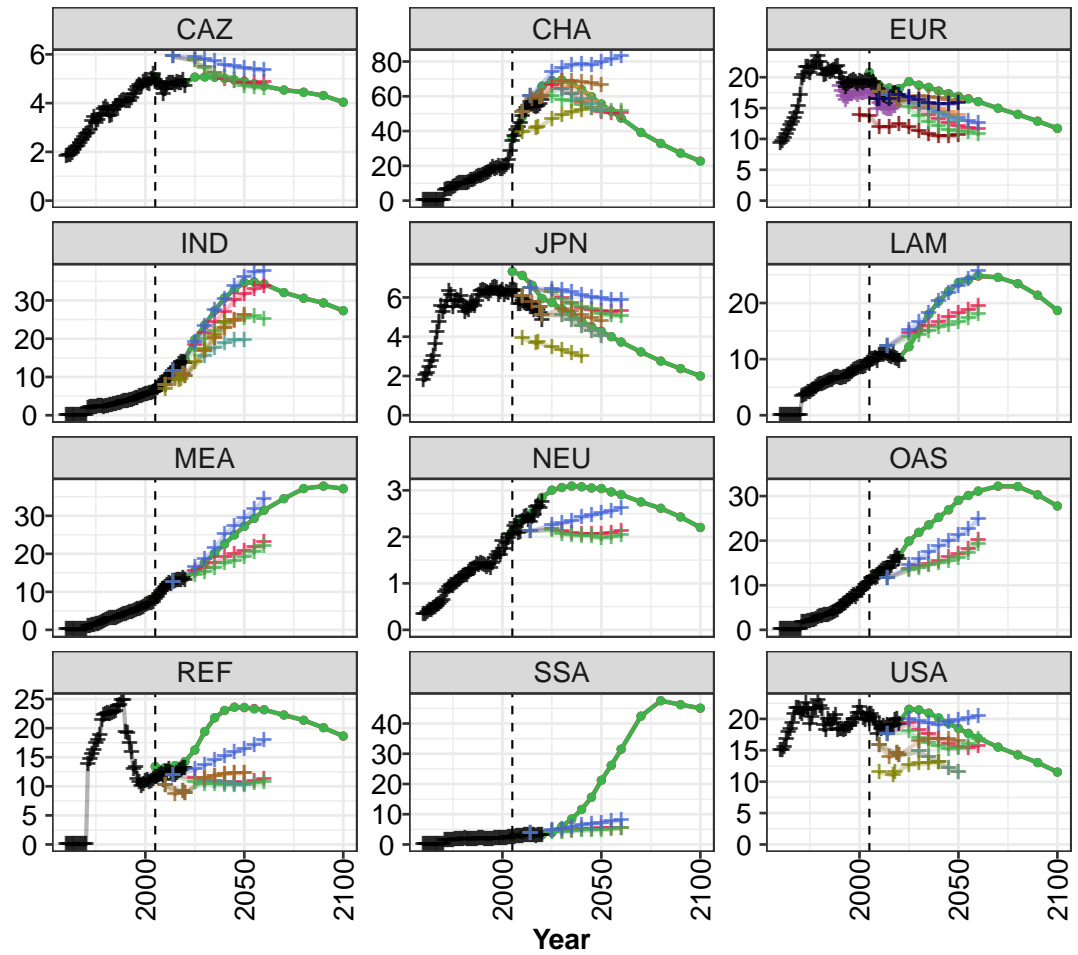 CAZ CHA EUR
6 4 2 0
80 60 40 20 0
20 15 10 5 0
IND JPN LAM
30 20 10 0
6 4 2 0
20 10 0
MEA NEU OAS
30 20 10 0
3 2 1 0
30 20 10 0
REF SSA USA
25 20 15 10 5 0
40 30 20 10 0
20 15 10 5 0
2000 2050 2100 2000 2050 2100 2000 2050 2100
Year